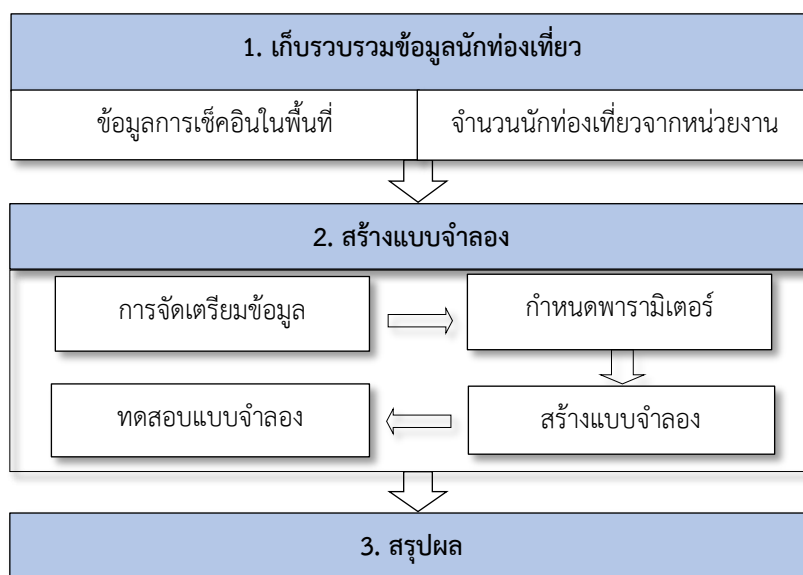 1. เก็บรวบรวมข้อมูลนักท่องเที่ยว
ข้อมูลการเช็คอินในพื้นที่
จำนวนนักท่องเที่ยวจากหน่วยงาน
2. สร้างแบบจำลอง
การจัดเตรียมข้อมูล
กำหนดพารามิเตอร์
ทดสอบแบบจำลอง
สร้างแบบจำลอง
3. สรุปผล